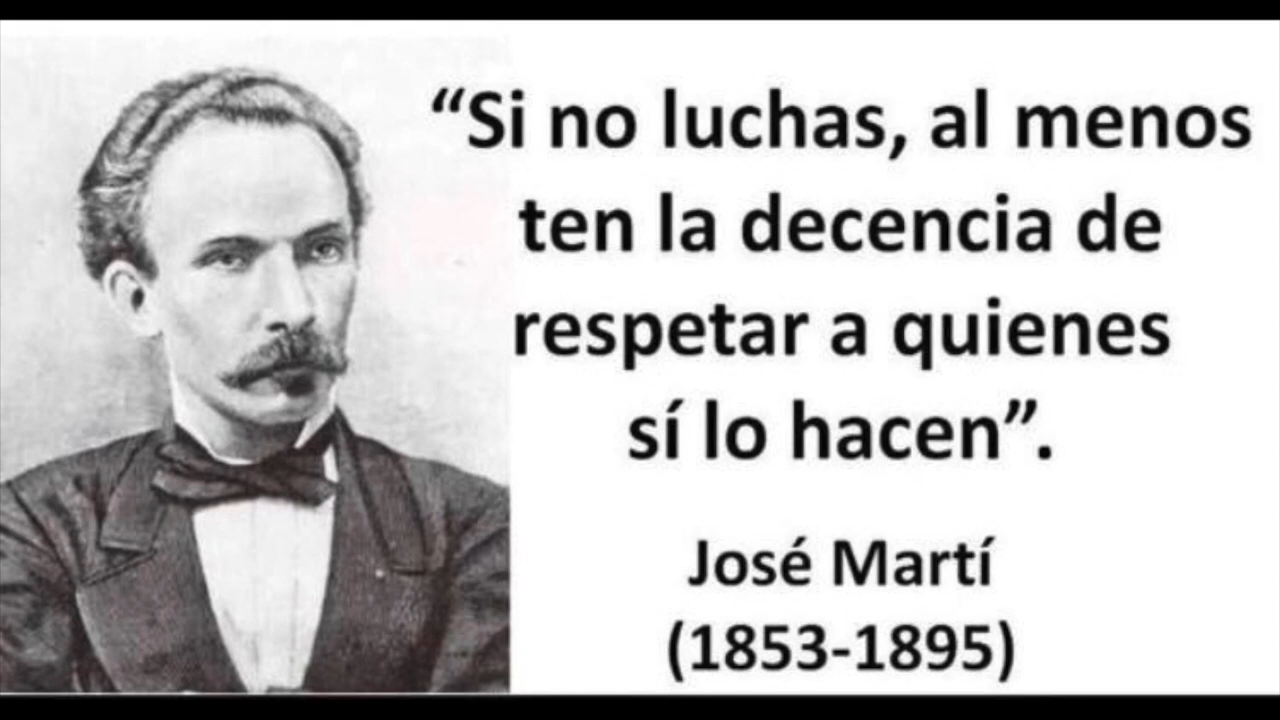 “Si no luchas, al menos
ten la decencia de
respetar a quienes
sí lo hacen”.
José Martí
(1853-1895)